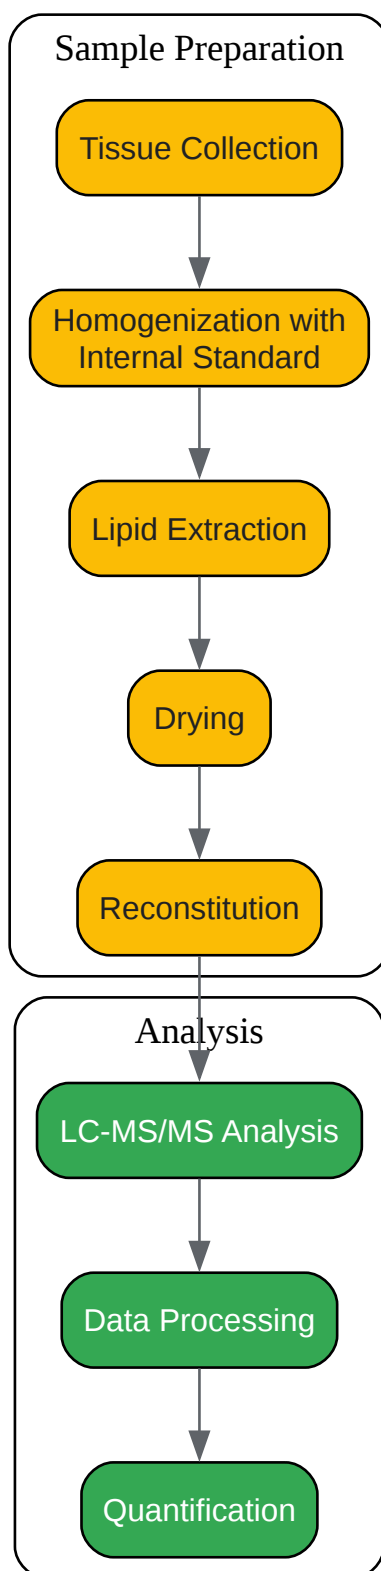 Sample Preparation
Tissue Collection
Homogenization with
Internal Standard
Lipid Extraction
Drying
Reconstitution
Analysis
LC-MS/MS Analysis
Data Processing
Quantification